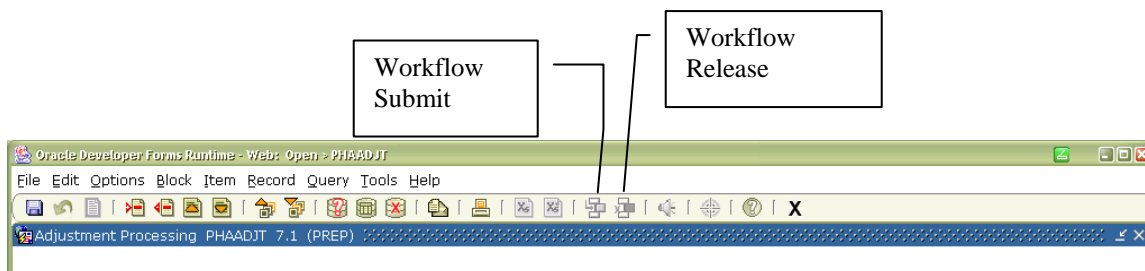 Workflow
Submit
Workflow
Release
Oracle Developer Forms Runtime - Web: Open > PHAADJT
File Edit Options Block Item Record Query Tools Help
X
Adjustment Processing PHAADJT 7.1 (PREP)